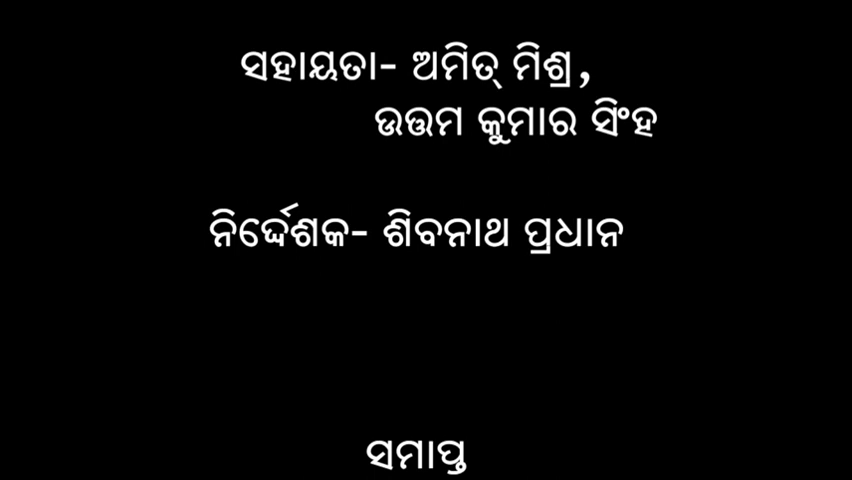 ସହାୟତା- ଅମିତ୍ ମିଶ୍ର,
ଉତ୍ତମ କୁମାର ସିଂହ
ନିର୍ଦ୍ଦେଶକ- ଶିବନାଥ ପ୍ରଧାନ
ସମାପ୍ତ